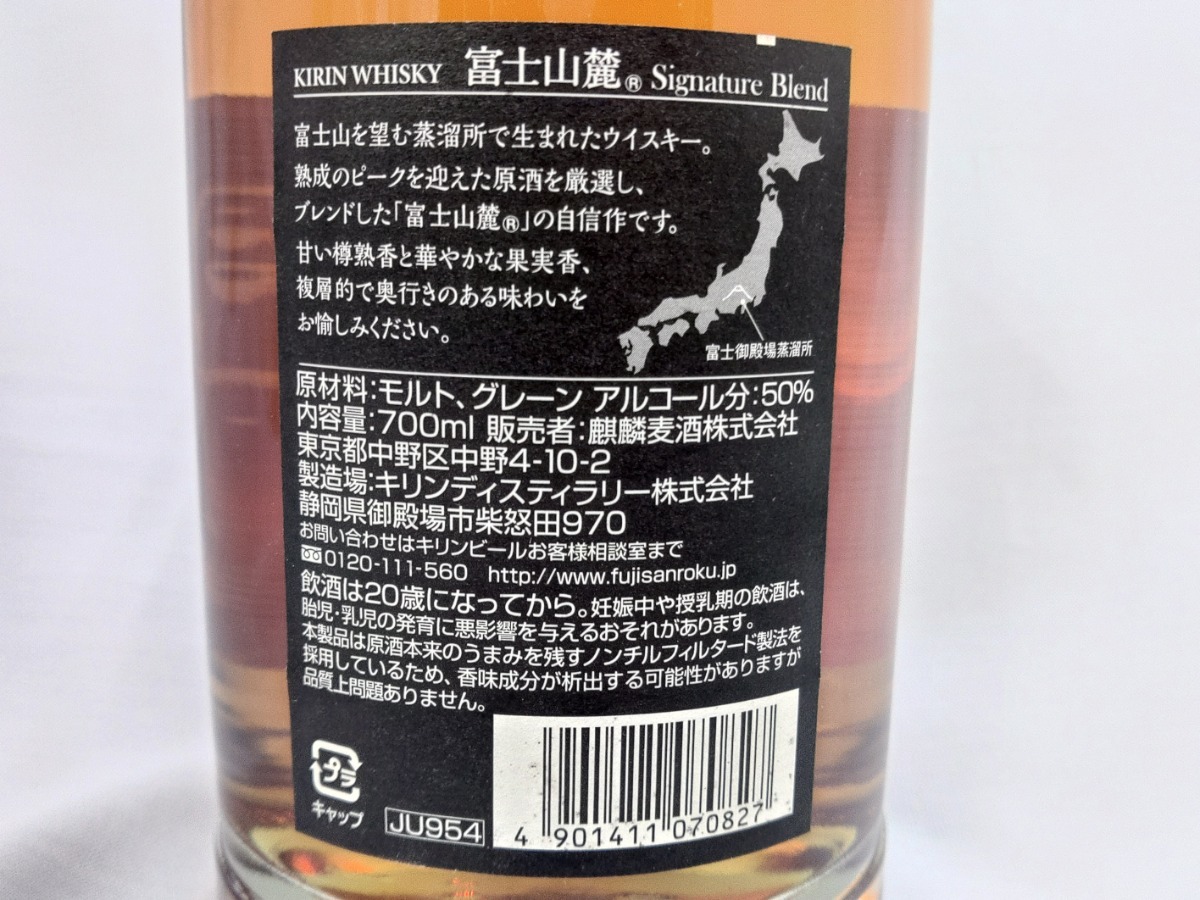 KIRIN WHISKY 富士山麓® Signature Blend
富士山を望む蒸溜所で生まれたウイスキー。
熟成のピークを迎えた原酒を厳選し、
ブレンドした「富士山麓®」の自信作です。
甘い樽熟香と華やかな果実香、
複層的で奥行きのある味わいを
お愉しみください。
富士御殿場蒸溜所
原材料:モルト、グレーン アルコール分:50%
内容量:700ml 販売者:麒麟麦酒株式会社
東京都中野区中野4-10-2
製造場:キリンディスティラリー株式会社
静岡県御殿場市柴怒田970
お問い合わせはキリンビールお客様相談室まで
0120-111-560 http://www.fujisanroku.jp
飲酒は20歳になってから。妊娠中や授乳期の飲酒は、
胎児・乳児の発育に悪影響を与えるおそれがあります。
本製品は原酒本来のうまみを残すノンチルフィルタード製法を
採用しているため、香味成分が析出する可能性がありますが
品質上問題ありません。
プラ
キャップ
JU954
4 901411 070827